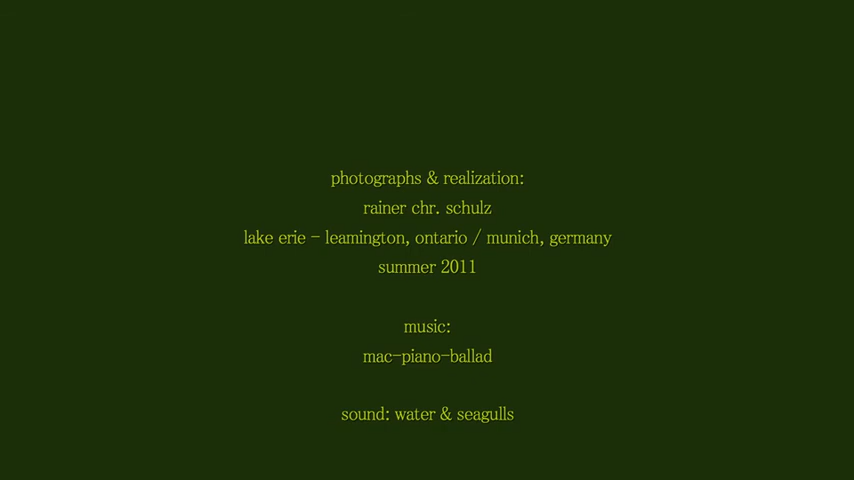 photographs & realization:
rainer chr. schulz
lake erie - leamington, ontario / munich, germany
summer 2011
music:
mac-piano-ballad
sound: water & seagulls